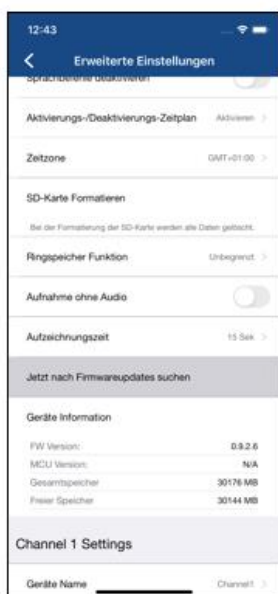 12:43
Erweiterte Einstellungen
Sprachbefehle deaktivieren
Aktivierungs-/Deaktivierungs-Zeitplan Aktivieren
Zeitzone GMT+01:00
SD-Karte Formatieren
Bei der Formatierung der SD-Karte werden alle Daten gelöscht.
Ringspeicher Funktion Unbegrenzt
Aufnahme ohne Audio
Aufzeichnungszeit 15 Sek
Jetzt nach Firmwareupdates suchen
Geräte Information
FW Version: 0.9.2.6
MCU Version: N/A
Gesamtspeicher 30176 MB
Freier Speicher 30144 MB
Channel 1 Settings
Geräte Name Channel1